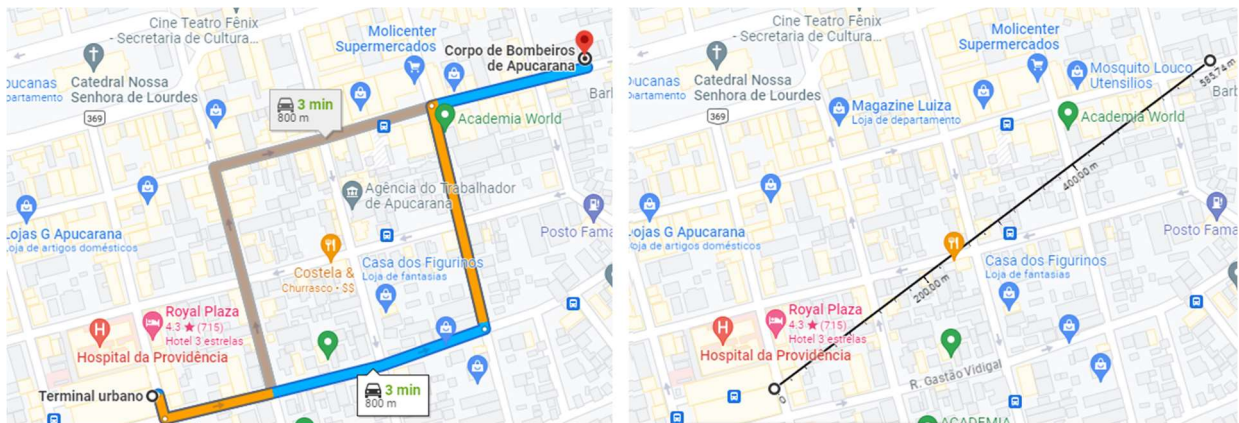 Cine Teatro Fênix
- Secretaria de Cultura...
Molicenter
Supermercados
Corpo de Bombeiros
de Apucarana
Catedral Nossa
Senhora de Lourdes
369
3 min
800 m
Academia World
Agência do Trabalhador
de Apucarana
Lojas G Apucarana
Loja de artigos domésticos
Posto Fama
Costela &
Churrasco • $$
Casa dos Figurinos
Loja de fantasias
Royal Plaza
4.3 ★ (715)
Hotel 3 estrelas
H
Hospital da Providência
Terminal urbano
3 min
800 m
Cine Teatro Fênix
- Secretaria de Cultura...
Molicenter
Supermercados
Catedral Nossa
Senhora de Lourdes
369
Mosquito Louco
Utensilios
585,74 m
Magazine Luiza
Loja de departamento
Academia World
400,00 m
ojas G Apucarana
oja de artigos domésticos
Posto Fama
Casa dos Figurinos
Loja de fantasias
200,00 m
Royal Plaza
4.3 ★ (715)
Hotel 3 estrelas
H
Hospital da Providência
R. Gastão Vidigal
0
ACADEMIA